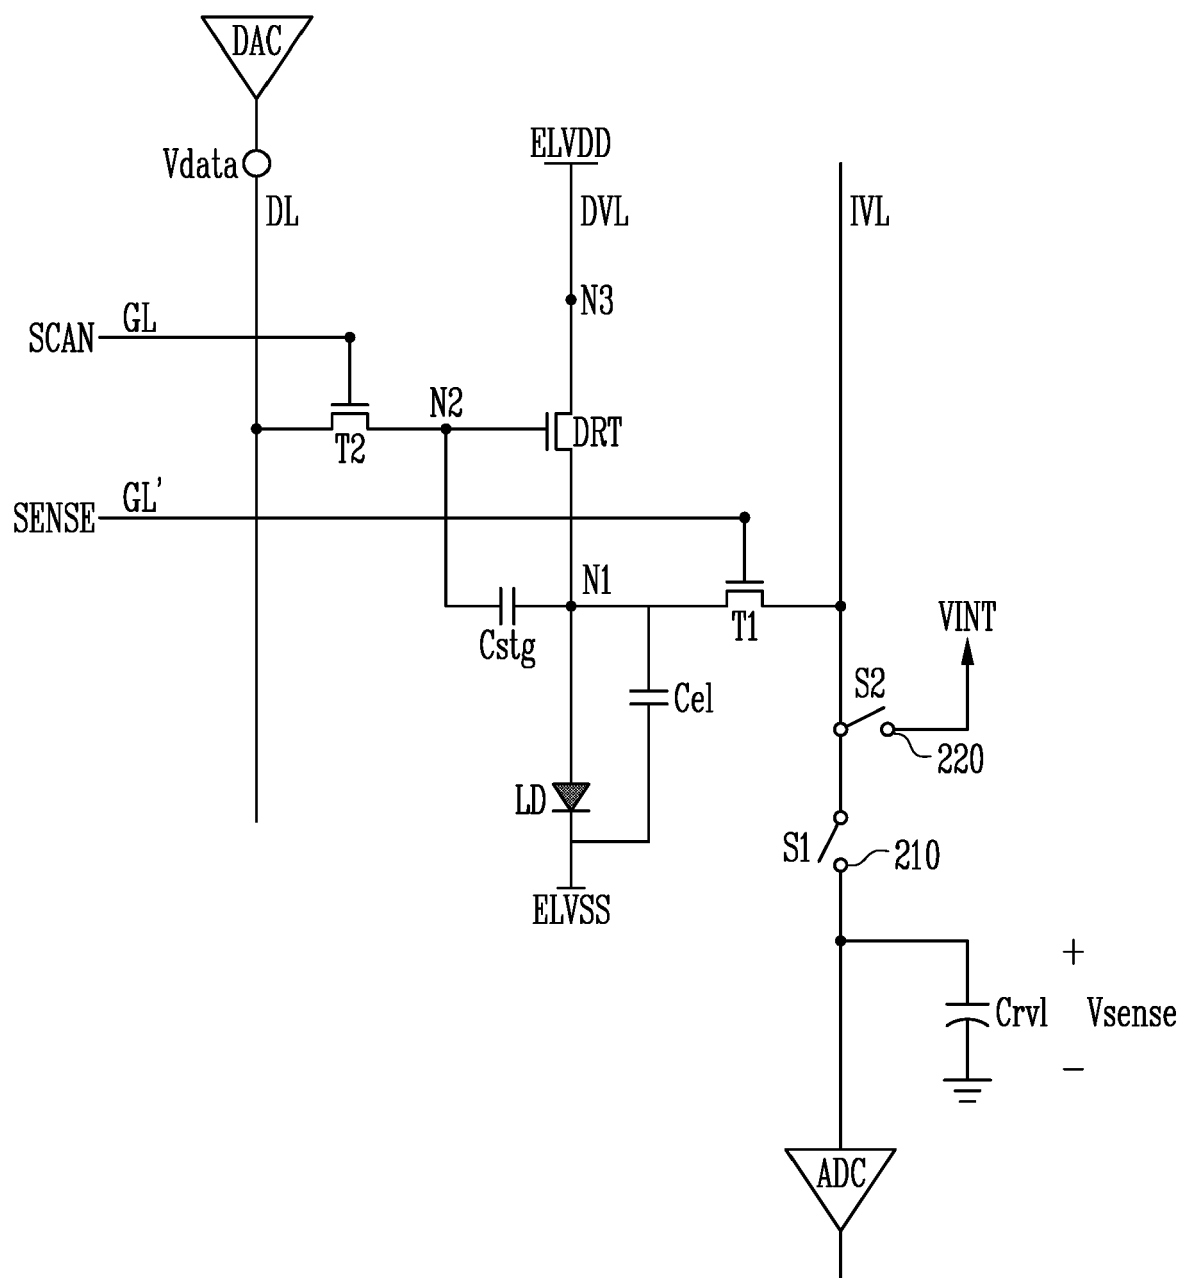 DAC
ELVDD
Vdata
DL
DVL
IVL
N3
GL
SCAN
N2
DRT
T2
GL'
SENSE
N1
VINT
T1
Cstg
S2
Cel
220
LD
S1
210
ELVSS
+
Crvl
Vsense
−
ADC